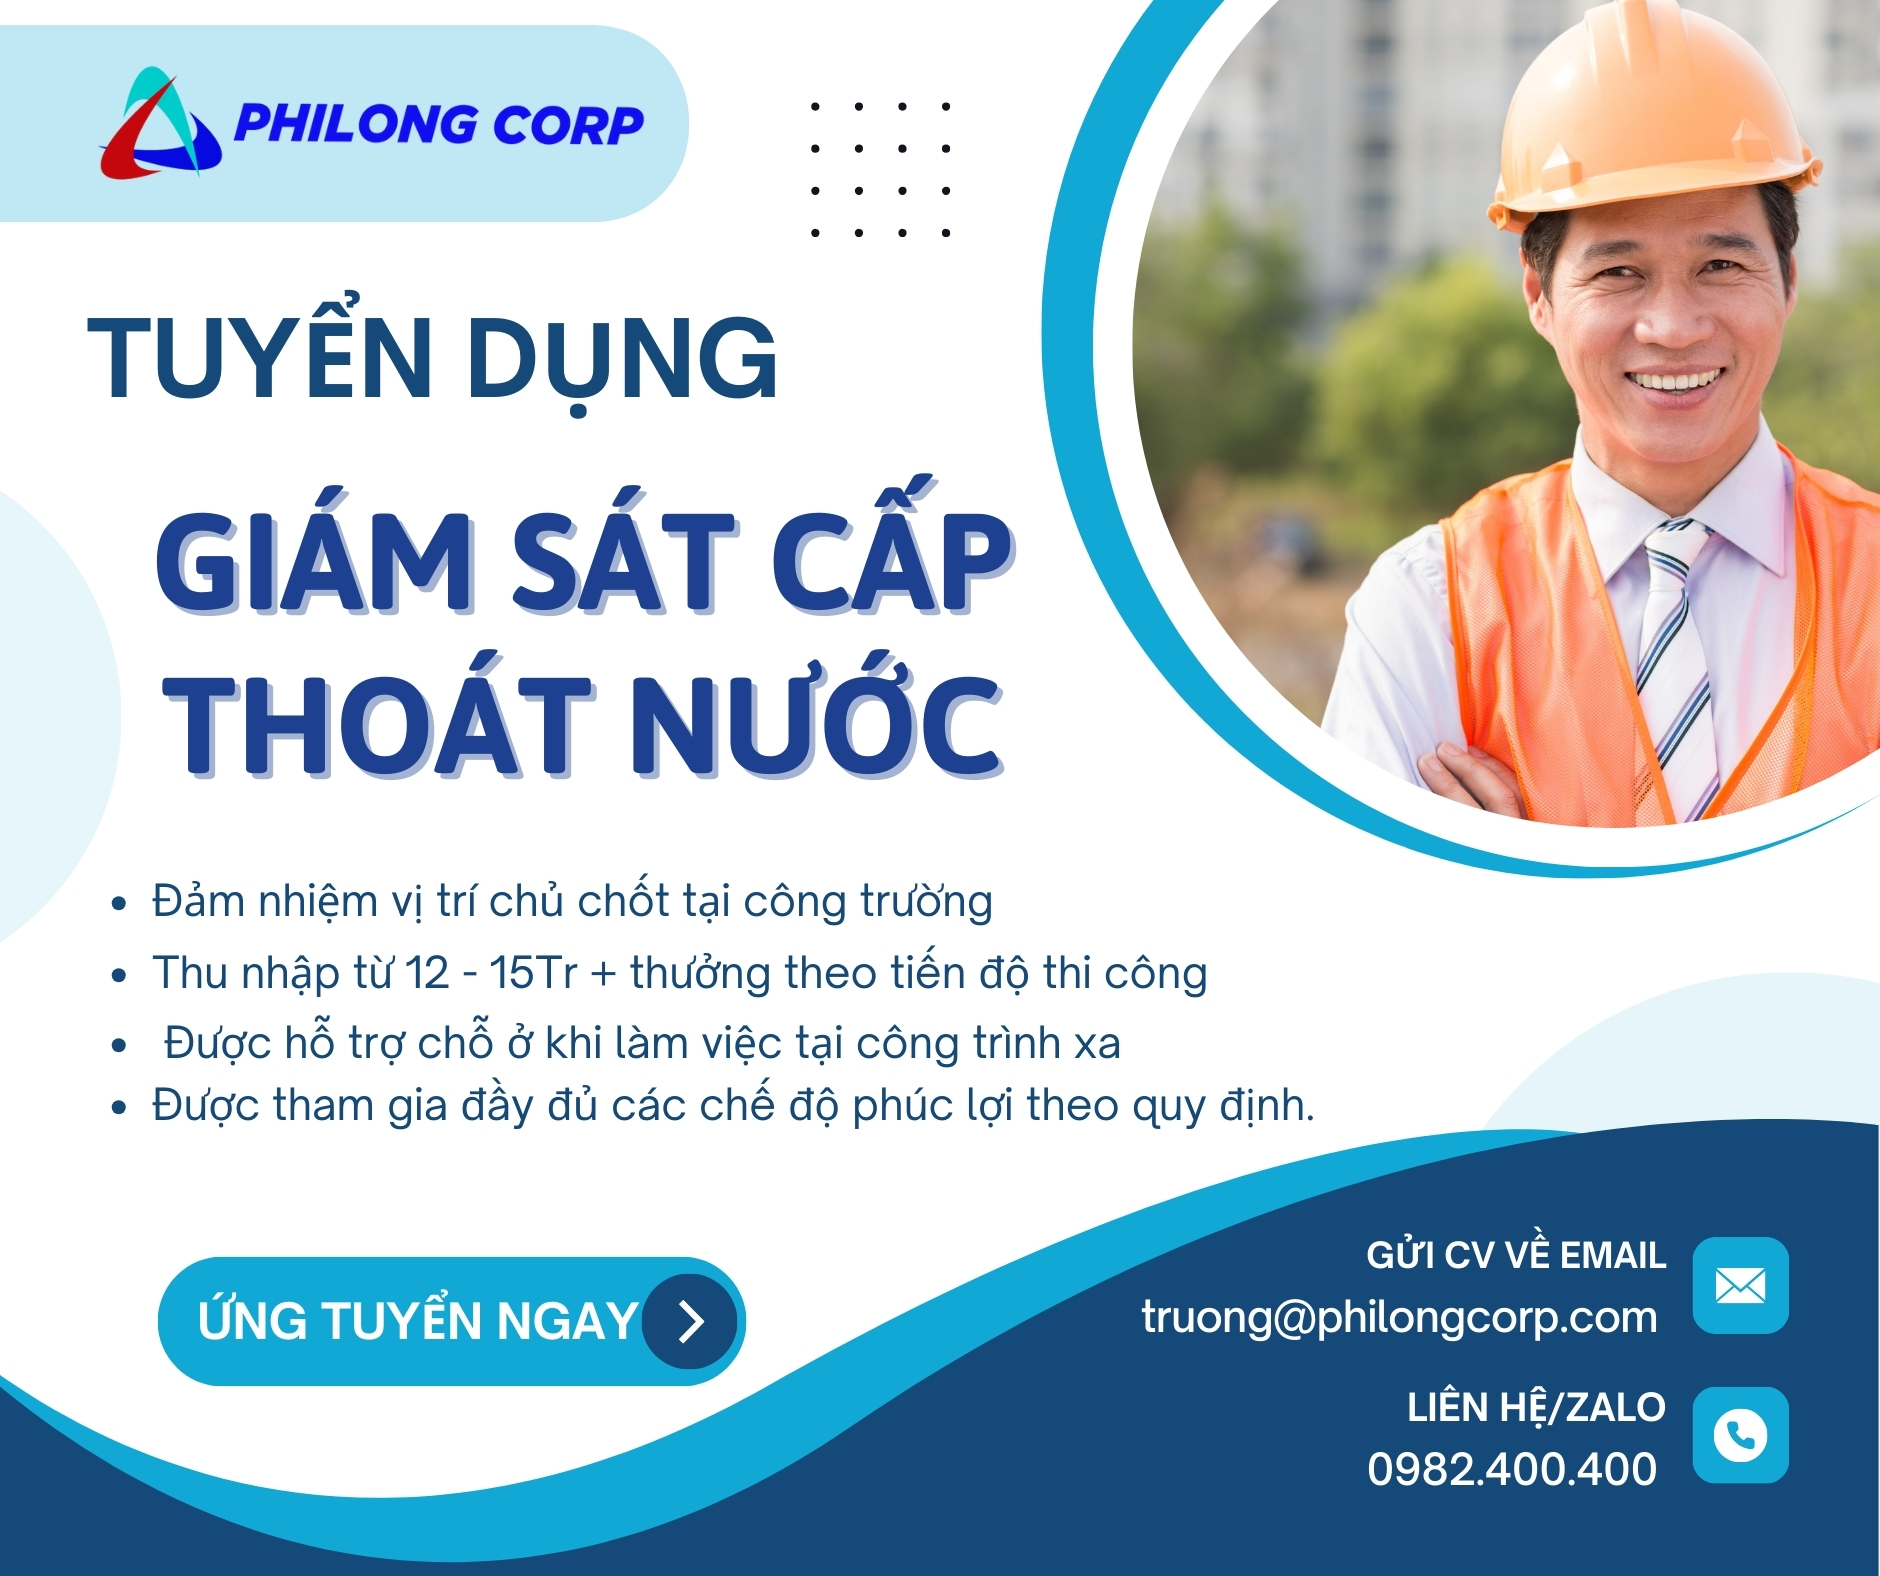 PHILONG CORP
TUYỂN DỤNG
GIÁM SÁT CẤP
THOÁT NƯỚC
• Đảm nhiệm vị trí chủ chốt tại công trường
• Thu nhập từ 12 - 15Tr + thưởng theo tiến độ thi công
• Được hỗ trợ chỗ ở khi làm việc tại công trình xa
• Được tham gia đầy đủ các chế độ phúc lợi theo quy định.
ỨNG TUYỂN NGAY
GỬI CV VỀ EMAIL
truong@philongcorp.com
LIÊN HỆ/ZALO
0982.400.400